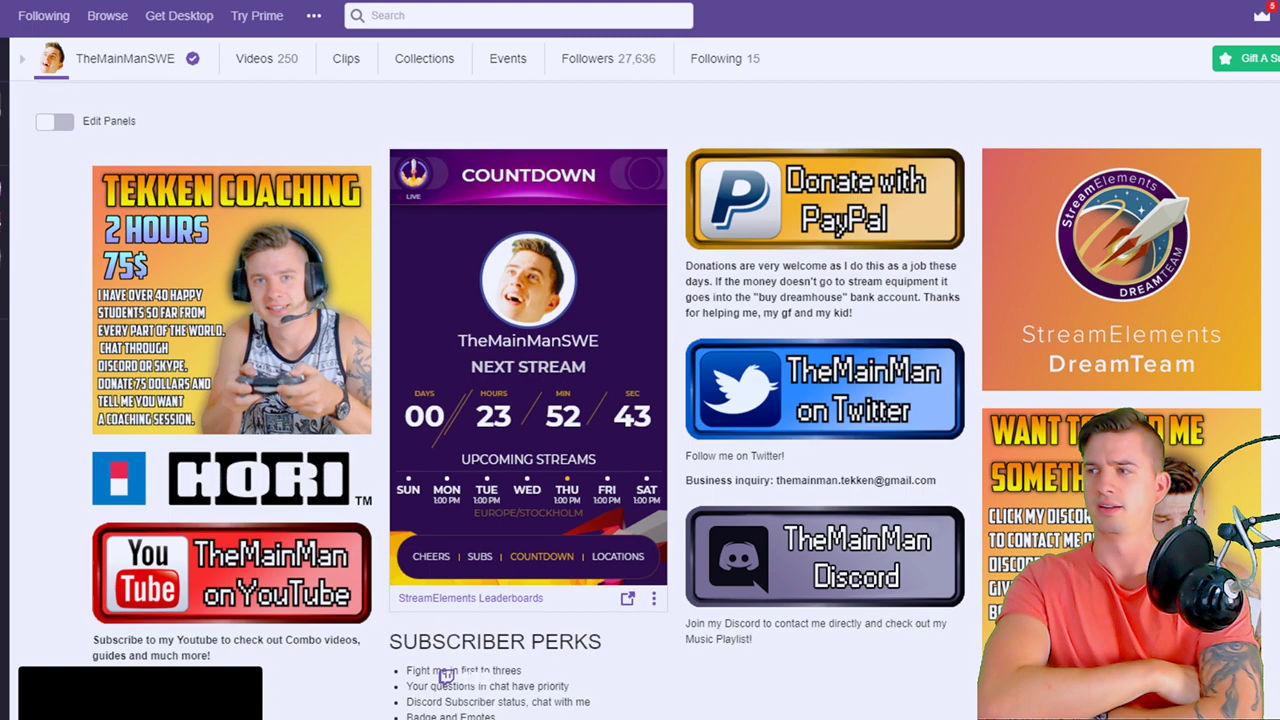 Following
Browse
Get Desktop
Try Prime
Search
5
TheMainManSWE
Videos 250
Clips
Collections
Events
Followers 27,636
Following 15
Edit Panels
TEKKEN COACHING
2 HOURS
75$
I HAVE OVER 40 HAPPY
STUDENTS SO FAR FROM
EVERY PART OF THE WORLD.
CHAT THROUGH
DISCORD OR SKYPE.
DONATE 75 DOLLARS AND
TELL ME YOU WANT
A COACHING SESSION.
HORI TM
You
Tube
TheMainMan
on YouTube
Subscribe to my Youtube to check out Combo videos,
guides and much more!
LIVE
COUNTDOWN
TheMainManSWE
NEXT STREAM
DAYS HOURS MIN SEC
00 23 52 43
UPCOMING STREAMS
SUN MON TUE WED THU FRI SAT
1:00 PM 1:00 PM 1:00 PM 1:00 PM 1:00 PM
EUROPE/STOCKHOLM
CHEERS | SUBS | COUNTDOWN | LOCATIONS
StreamElements Leaderboards
SUBSCRIBER PERKS
Fight me in first to threes
Your questions in chat have priority
Discord Subscriber status, chat with me
Badge and Emotes
Donate with
PayPal
Donations are very welcome as I do this as a job these
days. If the money doesn't go to stream equipment it
goes into the "buy dreamhouse" bank account. Thanks
for helping me, my gf and my kid!
TheMainMan
on Twitter
Follow me on Twitter!
Business inquiry: themainman.tekken@gmail.com
TheMainMan
Discord
Join my Discord to contact me directly and check out my
Music Playlist!
StreamElements
DREAMTEAM
StreamElements
DreamTeam
WANT ME
CLICK MY DISCOR
TO CONTACT ME